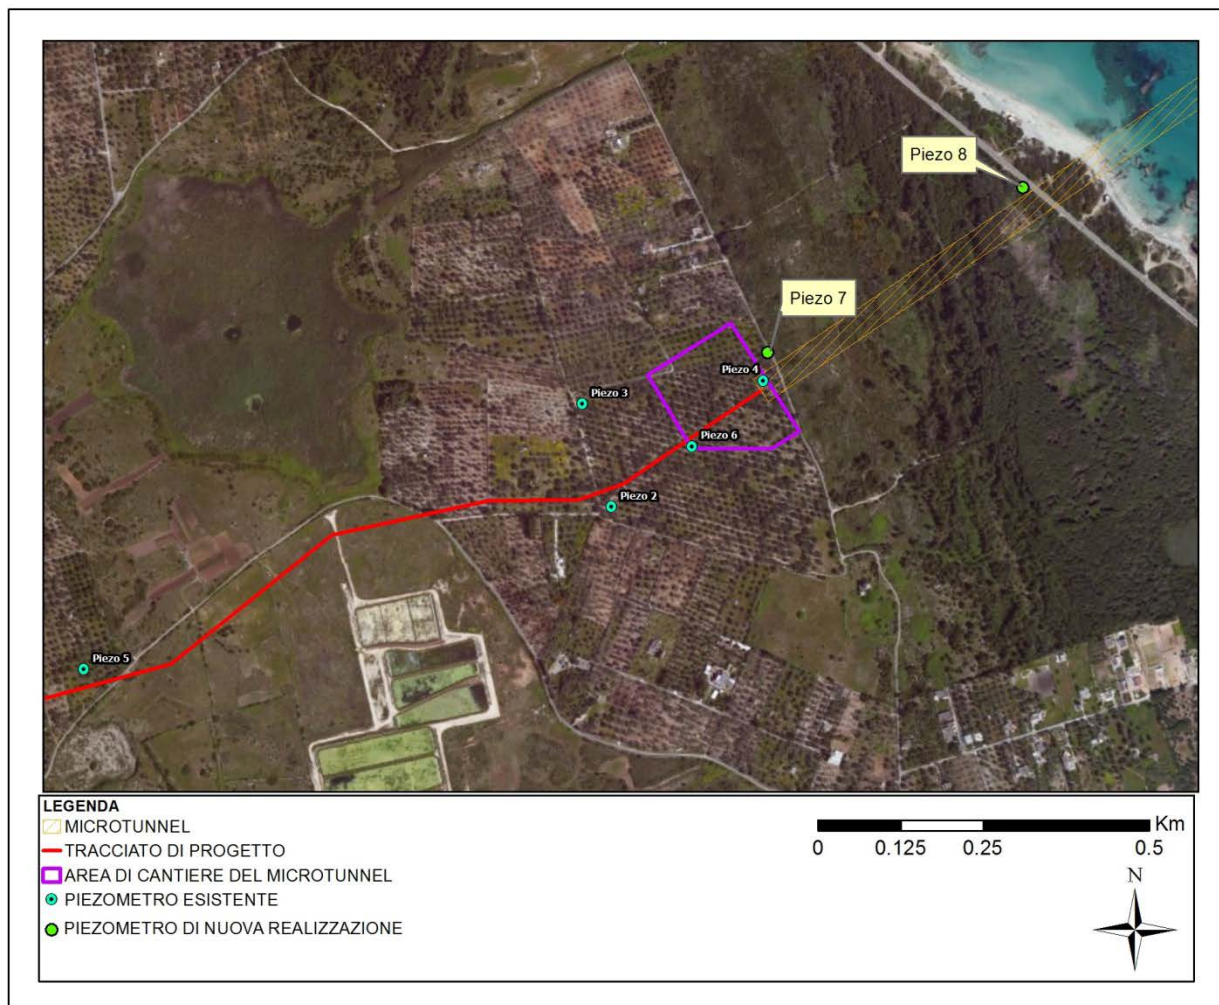 Piezo 8
Piezo 7
Piezo 4
Piezo 3
Piezo 6
Piezo 2
Piezo 5
LEGENDA
MICROTUNNEL
TRACCIATO DI PROGETTO
AREA DI CANTIERE DEL MICROTUNNEL
PIEZOMETRO ESISTENTE
PIEZOMETRO DI NUOVA REALIZZAZIONE
Km
0 0.125 0.25 0.5
N